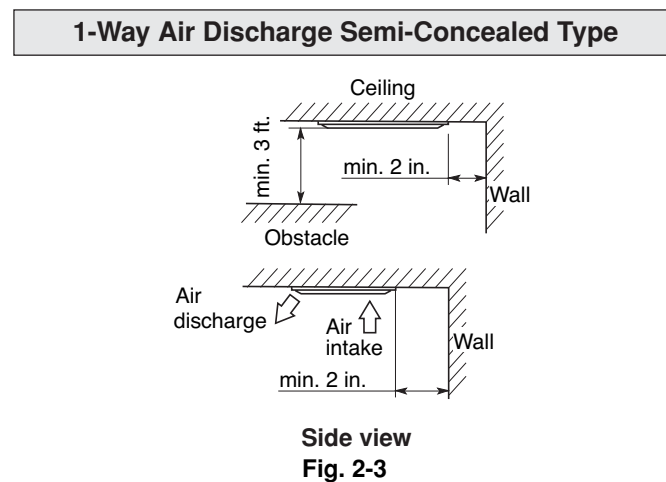 1-Way Air Discharge Semi-Concealed Type
Ceiling
min. 3 ft.
min. 2 in.
Wall
Obstacle
Air
discharge
Air
intake
Wall
min. 2 in.
Side view
Fig. 2-3